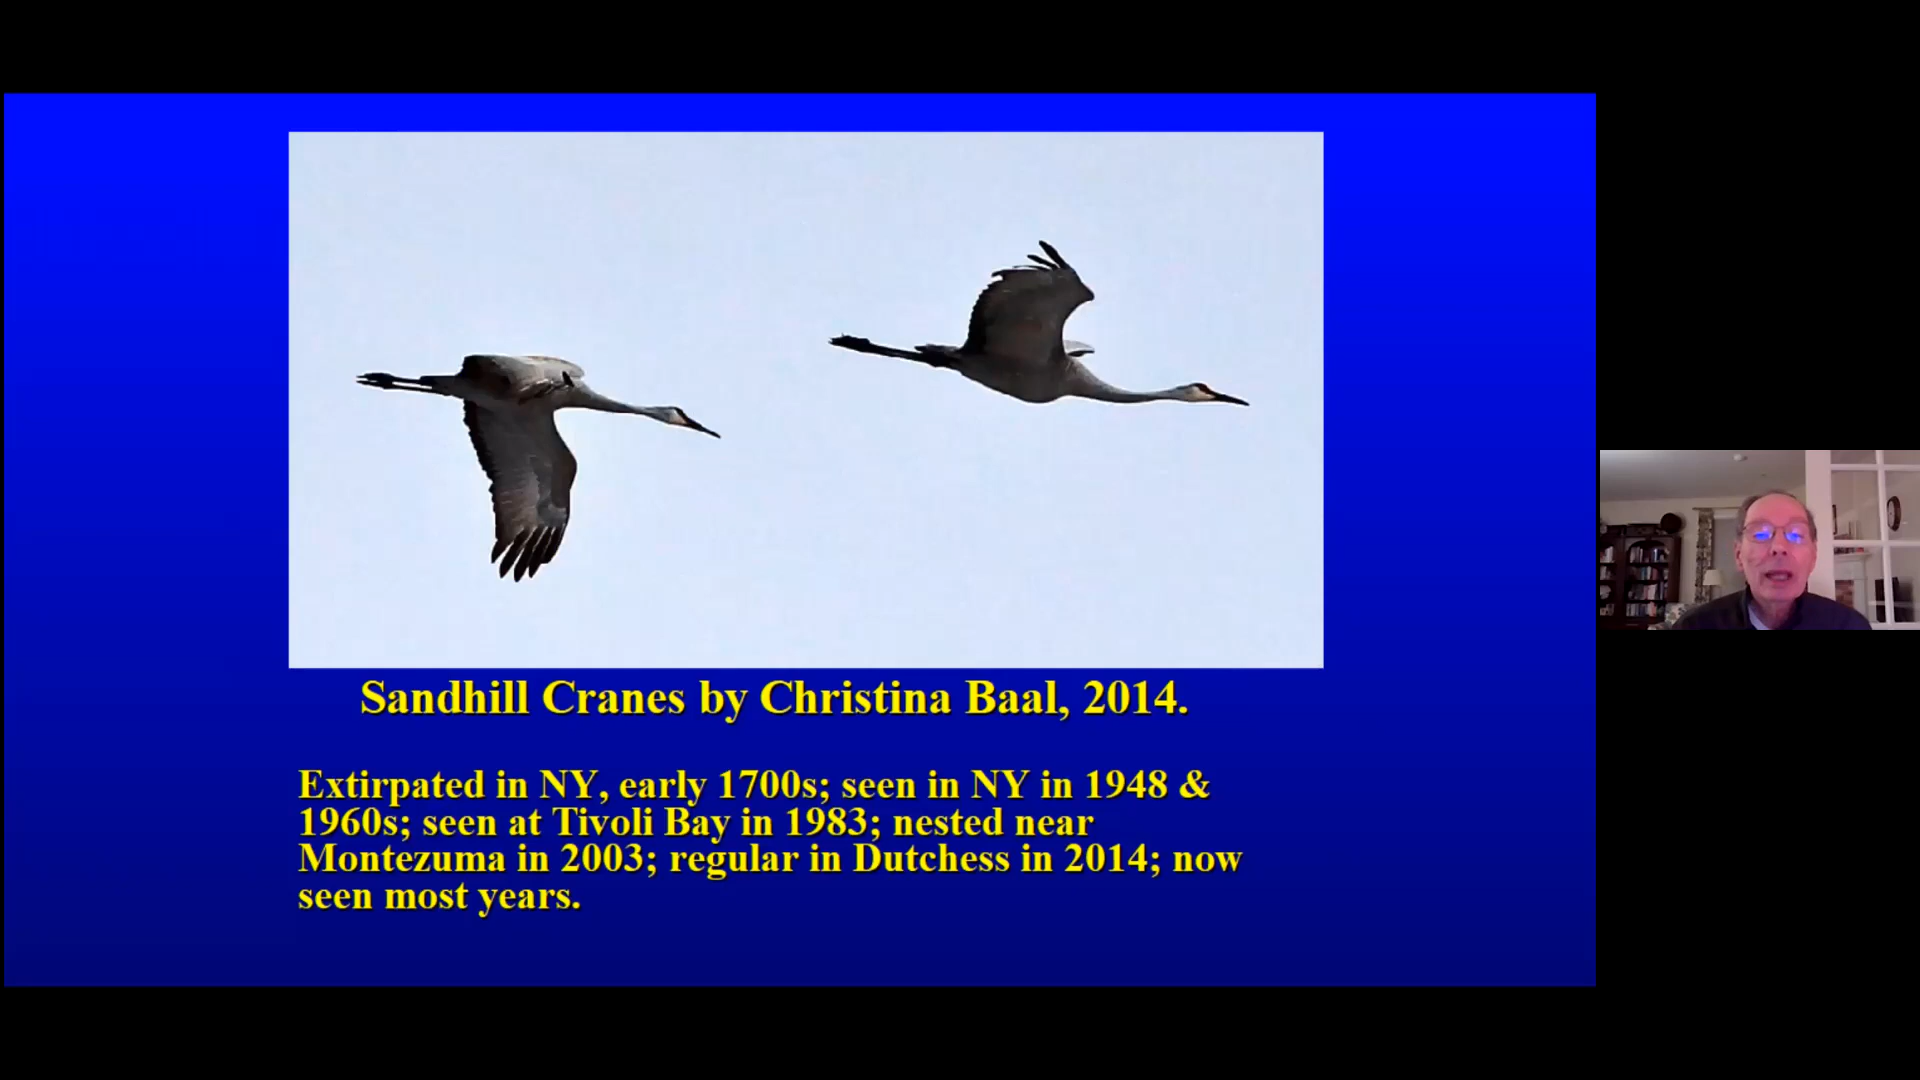 Sandhill Cranes by Christina Baal, 2014.
Extirpated in NY, early 1700s; seen in NY in 1948 &
1960s; seen at Tivoli Bay in 1983; nested near
Montezuma in 2003; regular in Dutchess in 2014; now
seen most years.